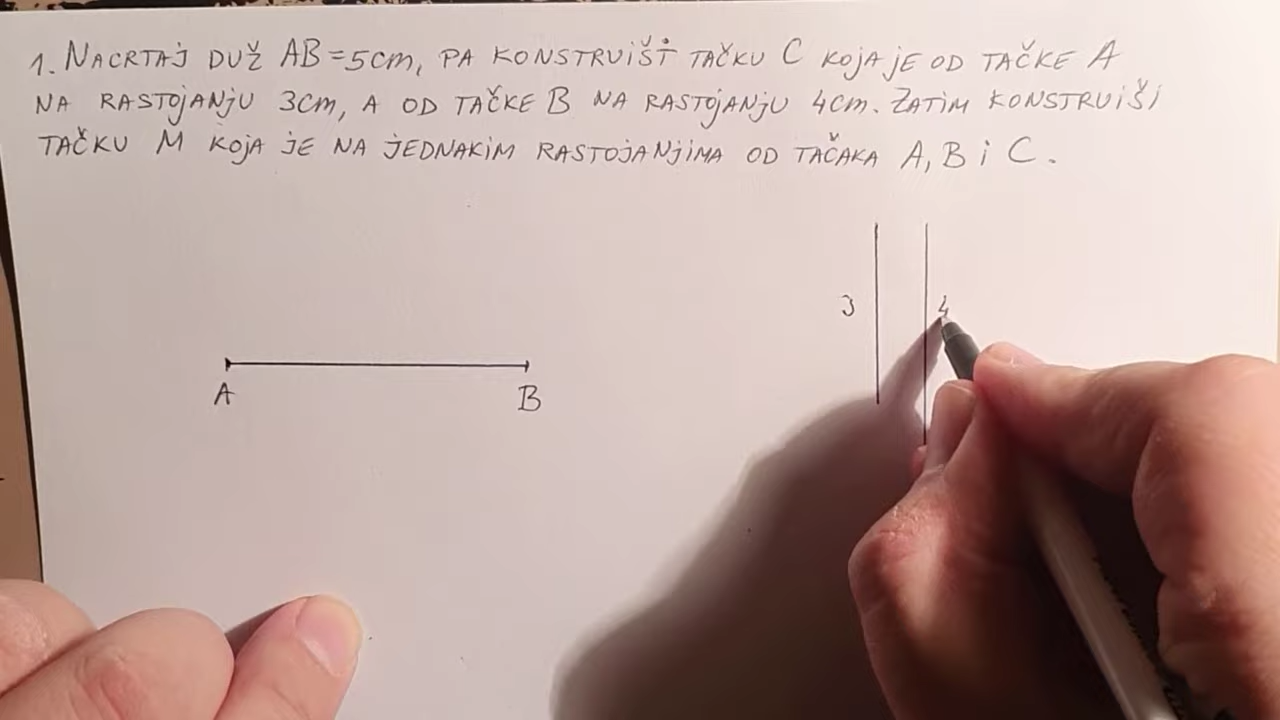 1. NACRTAJ DUŽ AB=5cm, PA KONSTRUIŠI TAČKU C KOJA JE OD TAČKE A
NA RASTOJANJU 3cm, A OD TAČKE B NA RASTOJANJU 4cm. ZATIM KONSTRUIŠI
TAČKU M KOJA JE NA JEDNAKIM RASTOJANJIMA OD TAČAKA A, B i C.
3 4
A B